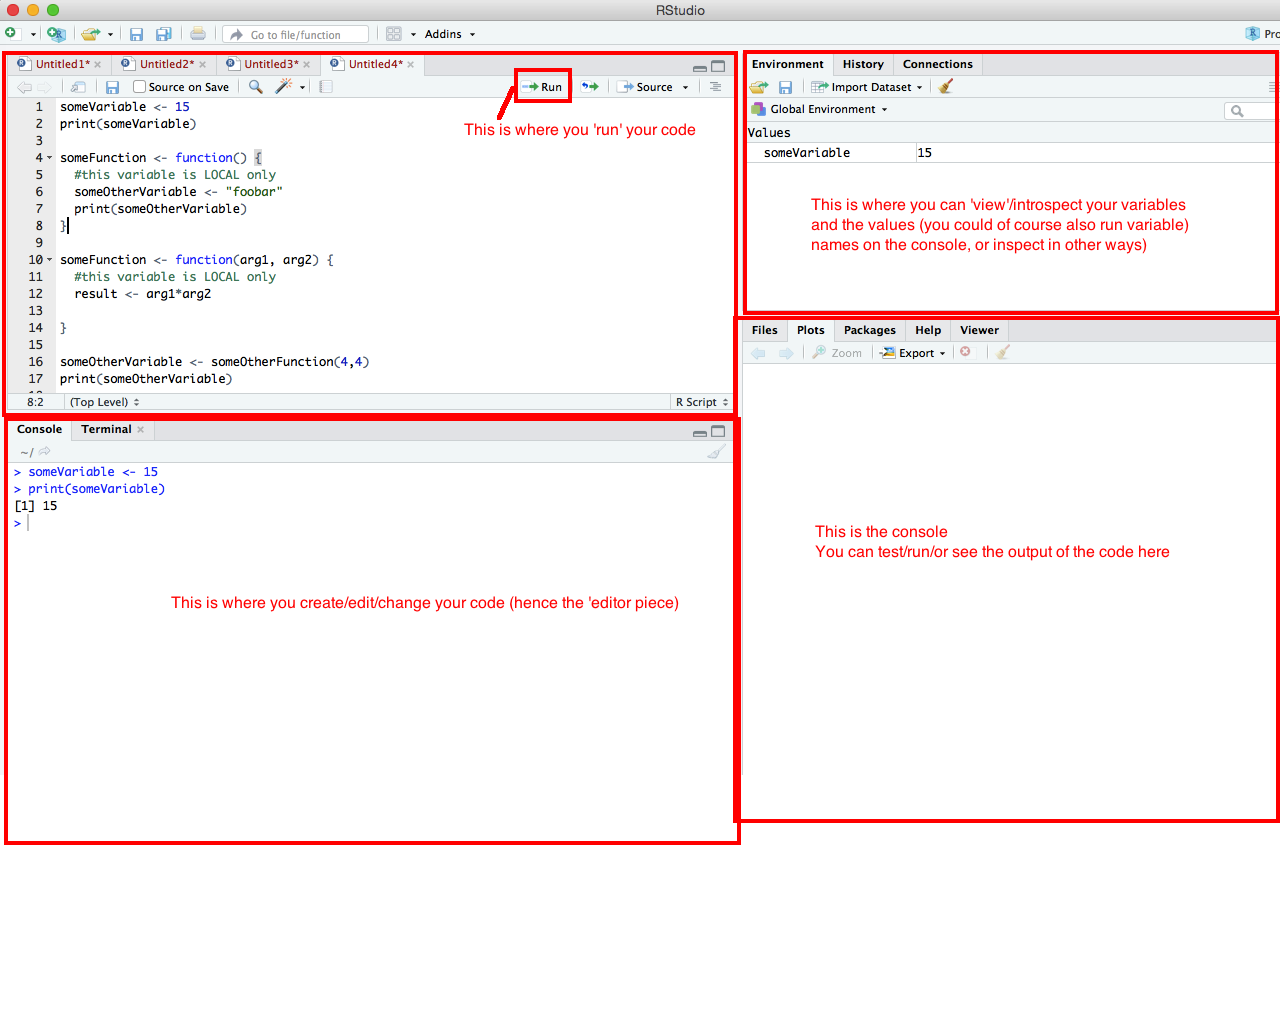 RStudio
Go to file/function
Addins
Pro
Untitled1*
Untitled2*
Untitled3*
Untitled4*
Source on Save
Run
Source
1 someVariable <- 15
2 print(someVariable)
3
4 someFunction <- function() {
5 #this variable is LOCAL only
6 someOtherVariable <- "foobar"
7 print(someOtherVariable)
8 }
9
10 someFunction <- function(arg1, arg2) {
11 #this variable is LOCAL only
12 result <- arg1*arg2
13
14 }
15
16 someOtherVariable <- someOtherFunction(4,4)
17 print(someOtherVariable)
This is where you 'run' your code
8:2 (Top Level) R Script
Environment History Connections
Import Dataset
Global Environment
Values
someVariable 15
This is where you can 'view'/introspect your variables
and the values (you could of course also run variable)
names on the console, or inspect in other ways)
Console Terminal
~/
> someVariable <- 15
> print(someVariable)
[1] 15
>
This is where you create/edit/change your code (hence the 'editor piece)
Files Plots Packages Help Viewer
Zoom Export
This is the console
You can test/run/or see the output of the code here